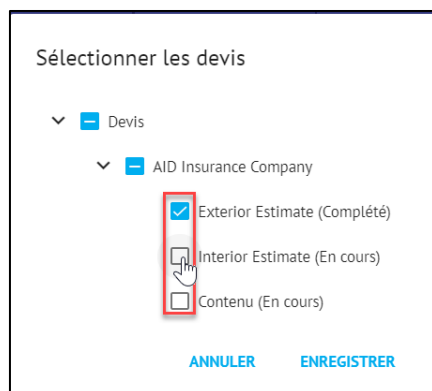 Sélectionner les devis
Devis
AID Insurance Company
Exterior Estimate (Complété)
Interior Estimate (En cours)
Contenu (En cours)
ANNULER ENREGISTRER